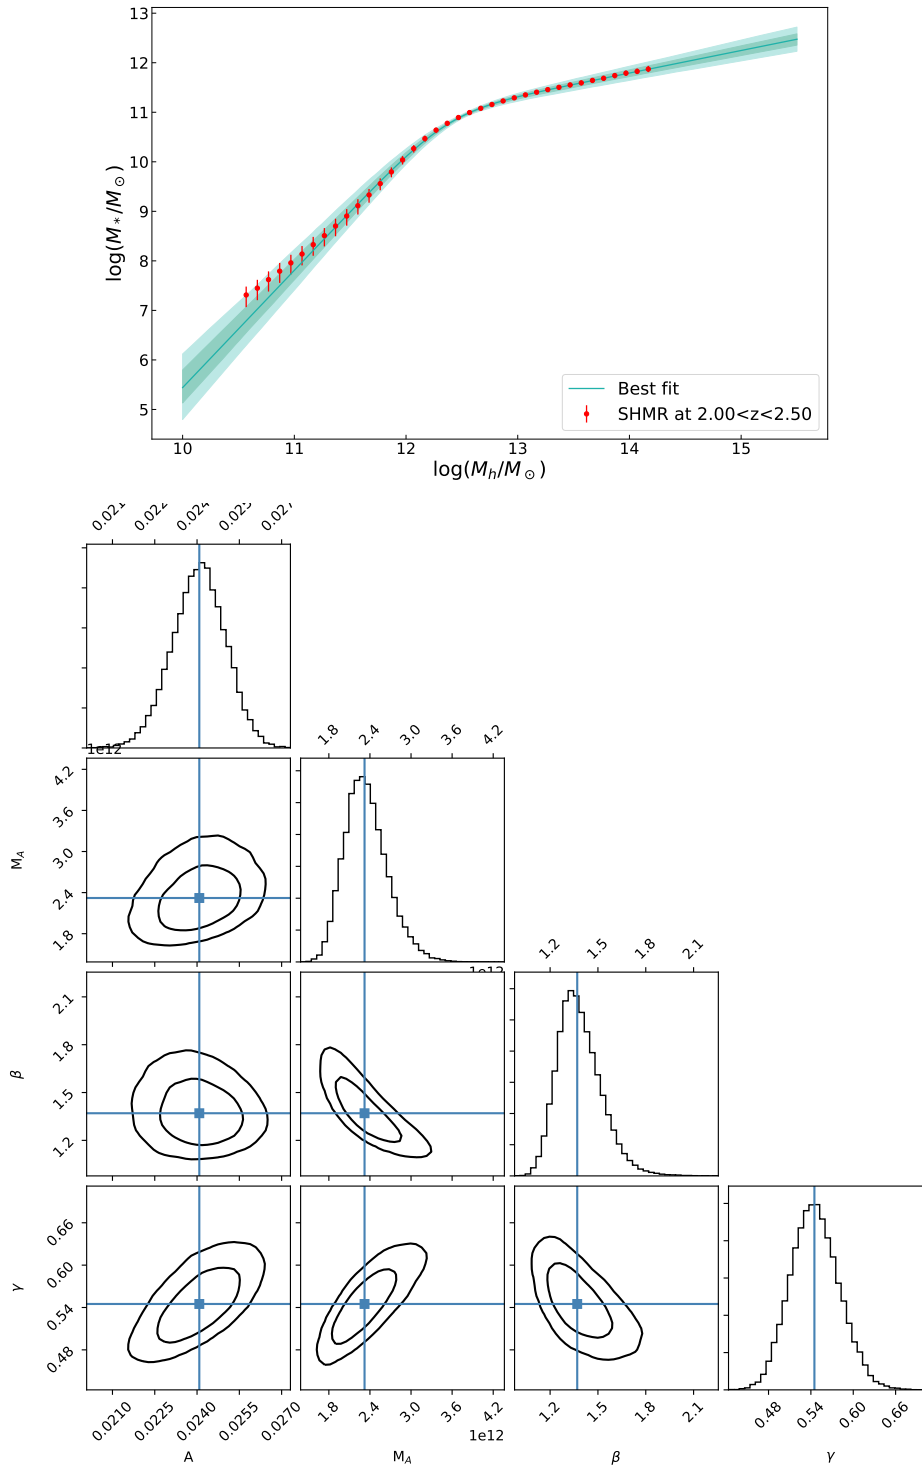 13
12
11
10
9
8
7
6
5
log(M*/M⊙)
Best fit
SHMR at 2.00<z<2.50
10 11 12 13 14 15
log(Mh/M⊙)
1.8 2.4 3.0 3.6 4.2
1e12
4.2
3.6
3.0
2.4
1.8
MA
1.2 1.5 1.8 2.1
1e12
2.1
1.8
1.5
1.2
β
0.66
0.60
0.54
0.48
γ
0.0210 0.0225 0.0240 0.0255 0.0270
1.8 2.4 3.0 3.6 4.2
1.2 1.5 1.8 2.1
0.48 0.54 0.60 0.66
1e12
A
MA
β
γ